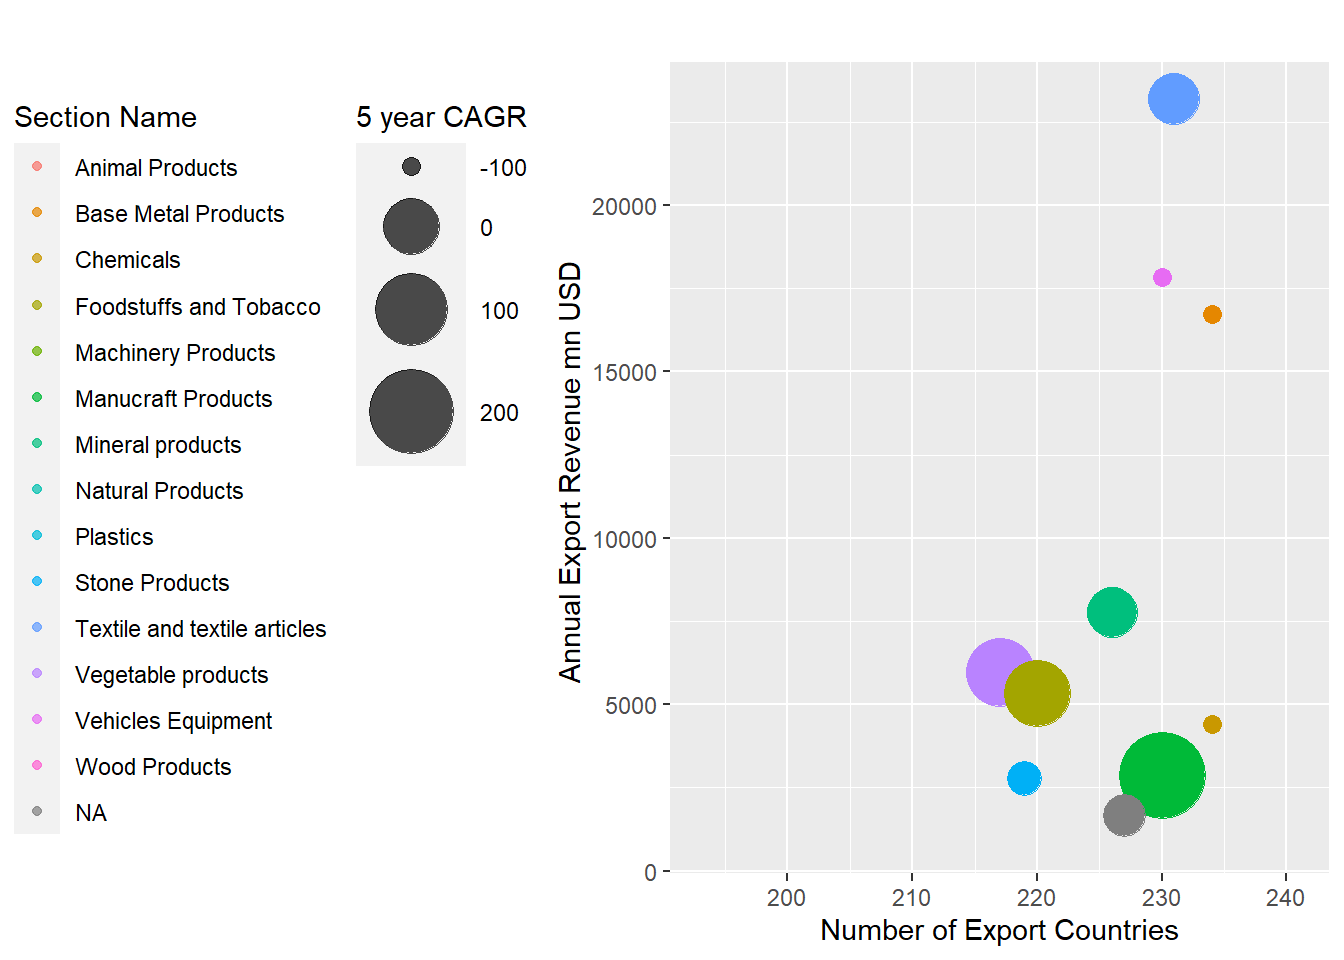 Section Name
Animal Products
Base Metal Products
Chemicals
Foodstuffs and Tobacco
Machinery Products
Manucraft Products
Mineral products
Natural Products
Plastics
Stone Products
Textile and textile articles
Vegetable products
Vehicles Equipment
Wood Products
NA
5 year CAGR
-100
0
100
200
Annual Export Revenue mn USD
20000
15000
10000
5000
0
200
210
220
230
240
Number of Export Countries